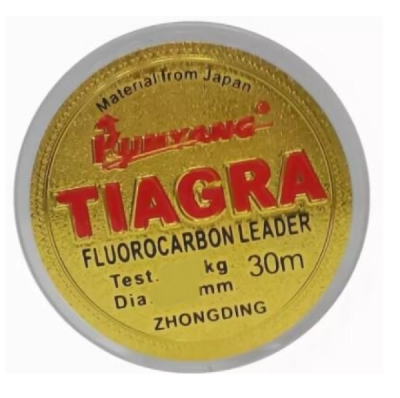 Material from Japan
KUMYANG
TIAGRA
FLUOROCARBON LEADER
Test. kg 30m
Dia. mm
ZHONGDING